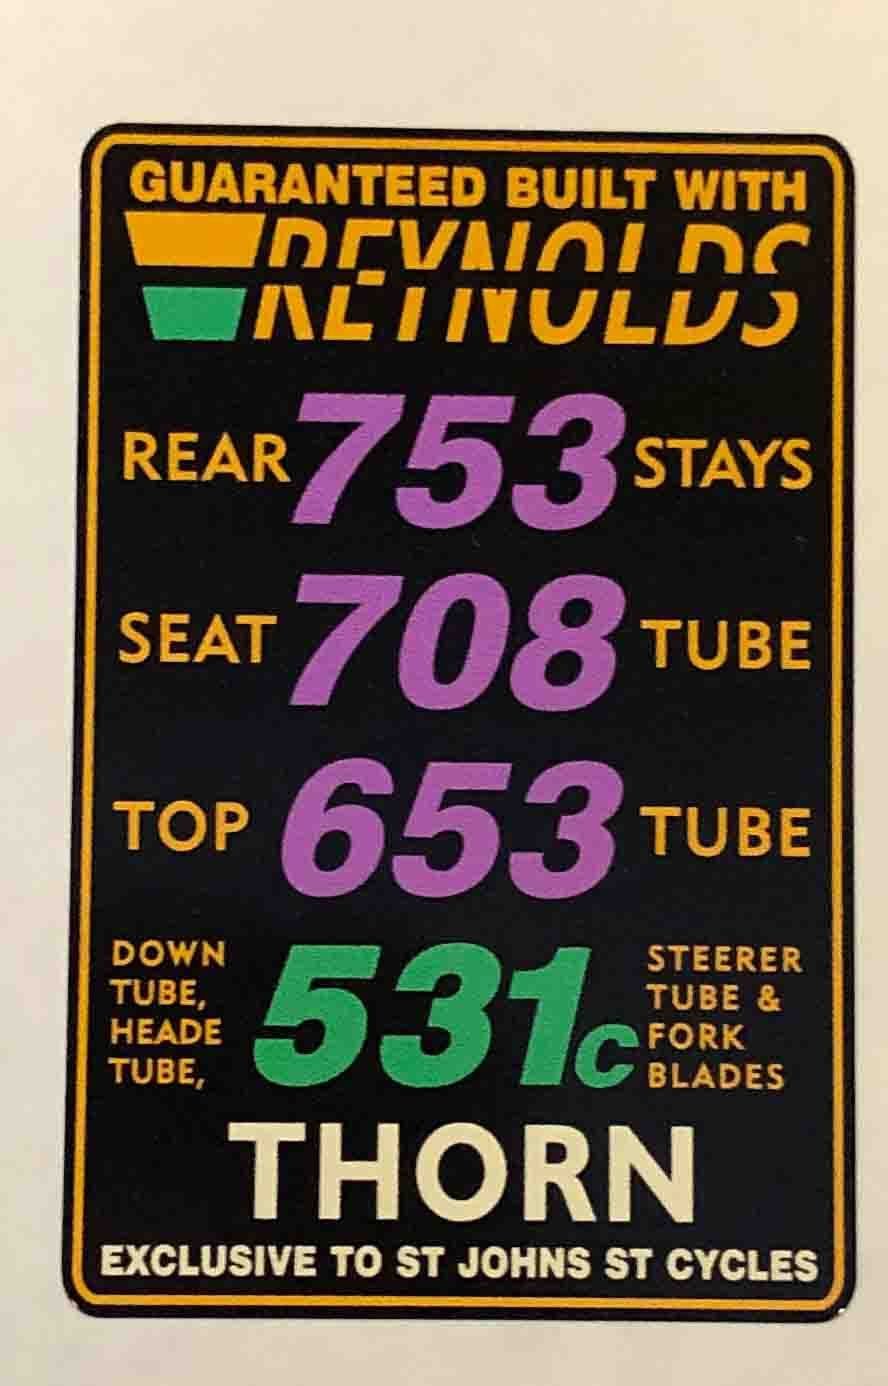 GUARANTEED BUILT WITH
REYNOLDS
REAR 753 STAYS
SEAT 708 TUBE
TOP 653 TUBE
DOWN
TUBE,
HEADE
TUBE,
531c
STEERER
TUBE &
FORK
BLADES
THORN
EXCLUSIVE TO ST JOHNS ST CYCLES